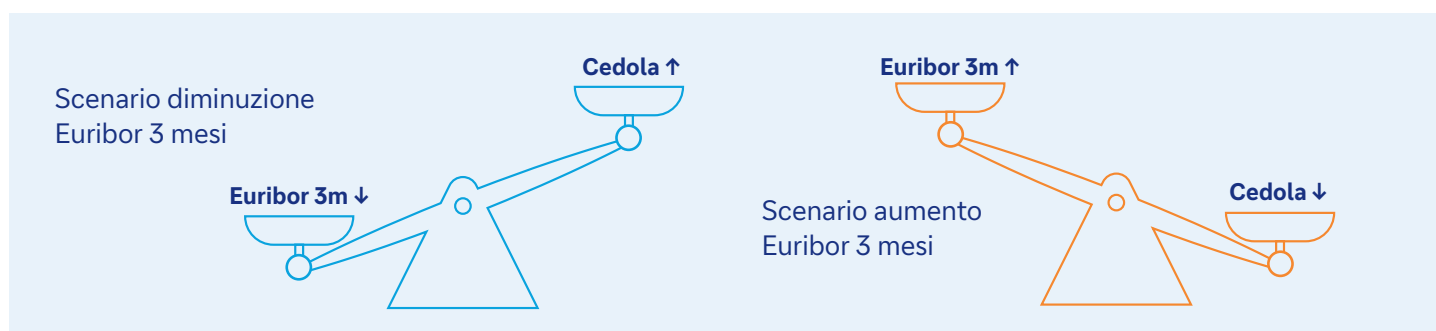 Scenario diminuzione
Euribor 3 mesi
Cedola ↑
Euribor 3m ↓
Euribor 3m ↑
Scenario aumento
Euribor 3 mesi
Cedola ↓